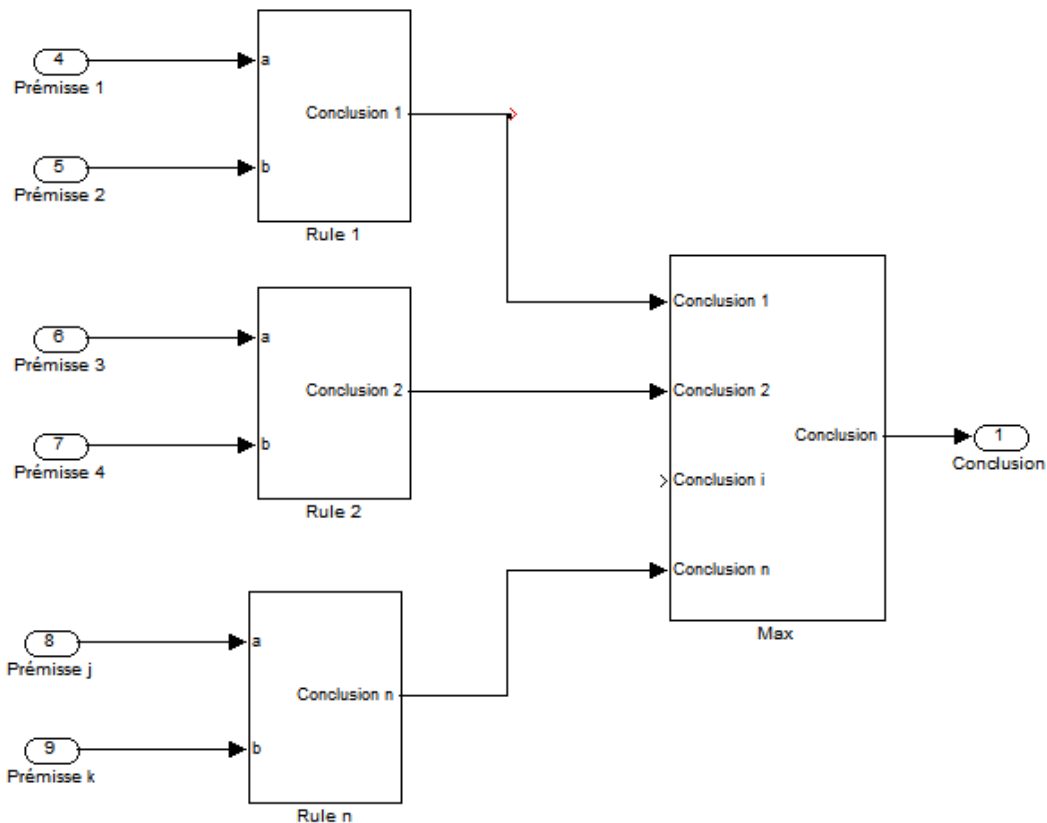 4
Prémisse 1
5
Prémisse 2
a
b
Conclusion 1
Rule 1
6
Prémisse 3
7
Prémisse 4
a
b
Conclusion 2
Rule 2
8
Prémisse j
9
Prémisse k
a
b
Conclusion n
Rule n
Conclusion 1
Conclusion 2
Conclusion i
Conclusion n
Conclusion
Max
1
Conclusion